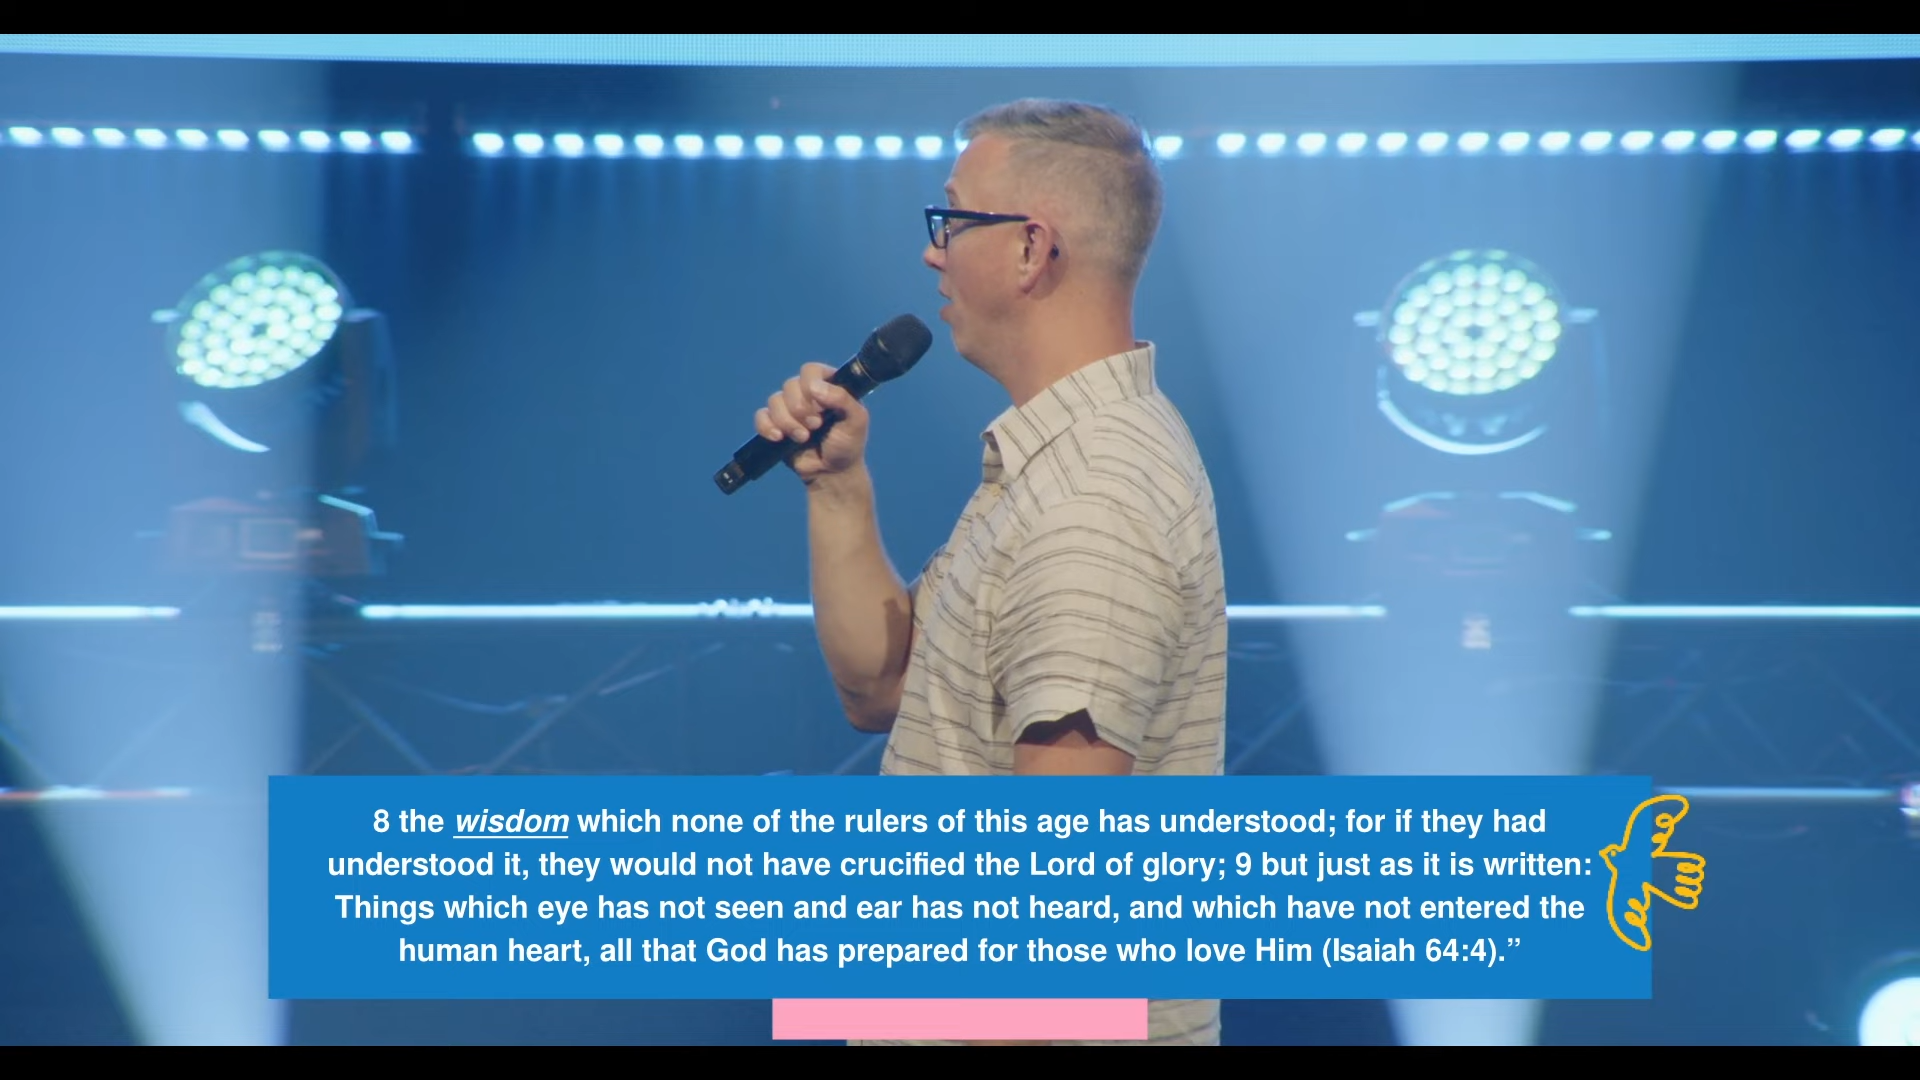 8 the wisdom which none of the rulers of this age has understood; for if they had
understood it, they would not have crucified the Lord of glory; 9 but just as it is written:
Things which eye has not seen and ear has not heard, and which have not entered the
human heart, all that God has prepared for those who love Him (Isaiah 64:4).”